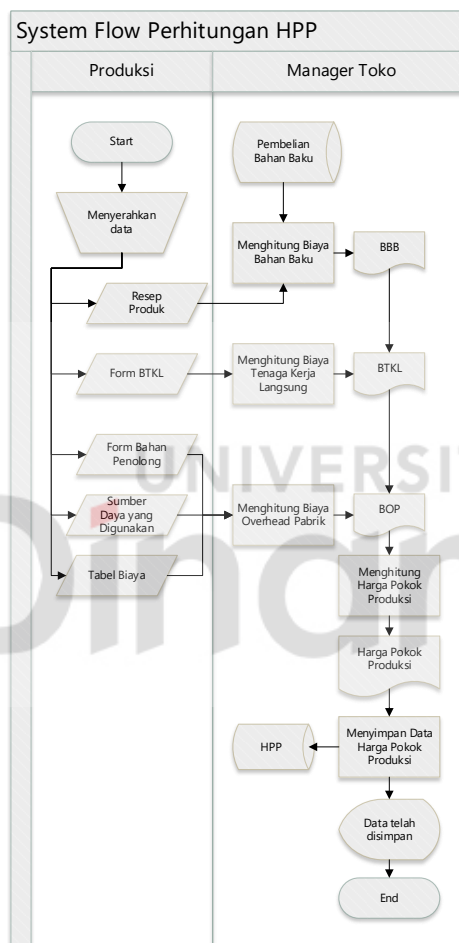 System Flow Perhitungan HPP
Produksi
Manager Toko
Start
Pembelian
Bahan Baku
Menyerahkan
data
Menghitung Biaya
Bahan Baku
BBB
Resep
Produk
Form BTKL
Menghitung Biaya
Tenaga Kerja
Langsung
BTKL
Form Bahan
Penolong
Sumber
Daya yang
Digunakan
Menghitung Biaya
Overhead Pabrik
BOP
Tabel Biaya
Menghitung
Harga Pokok
Produksi
Harga Pokok
Produksi
HPP
Menyimpan Data
Harga Pokok
Produksi
Data telah
disimpan
End
UNIVERSI
Dinam